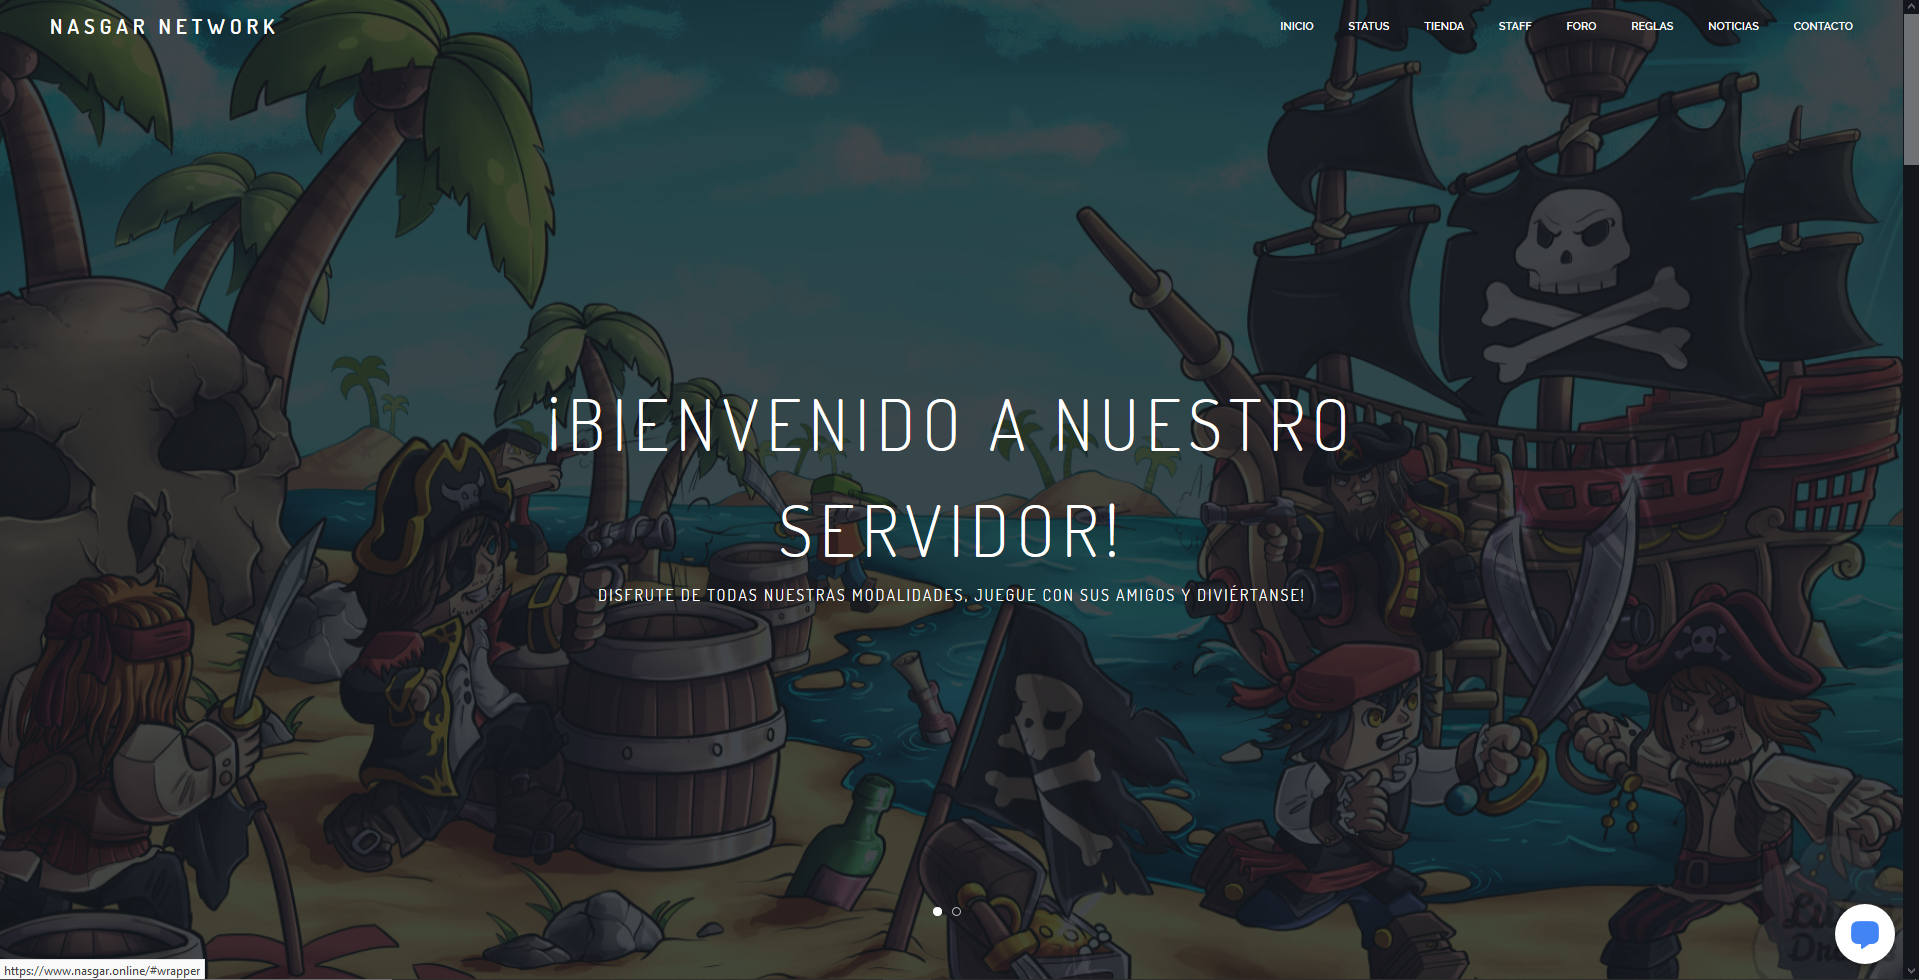 NASGAR NETWORK
INICIO STATUS TIENDA STAFF FORO REGLAS NOTICIAS CONTACTO
¡BIENVENIDO A NUESTRO
SERVIDOR!
DISFRUTE DE TODAS NUESTRAS MODALIDADES, JUEGUE CON SUS AMIGOS Y DIVIÉRTANSE!
https://www.nasgar.online/#wrapper